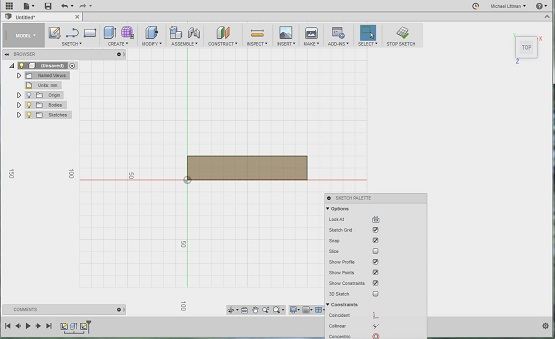 Michael Littman
Untitled*
MODEL
SKETCH
CREATE
MODIFY
ASSEMBLE
CONSTRUCT
INSPECT
INSERT
MAKE
ADD-INS
SELECT
STOP SKETCH
BROWSER
(Unsaved)
Named Views
Units: mm
Origin
Bodies
Sketches
TOP
X
Z
150
100
50
50
100
SKETCH PALETTE
Options
Look At
Sketch Grid
Snap
Slice
Show Profile
Show Points
Show Constraints
3D Sketch
Constraints
Coincident
Collinear
Concentric
COMMENTS